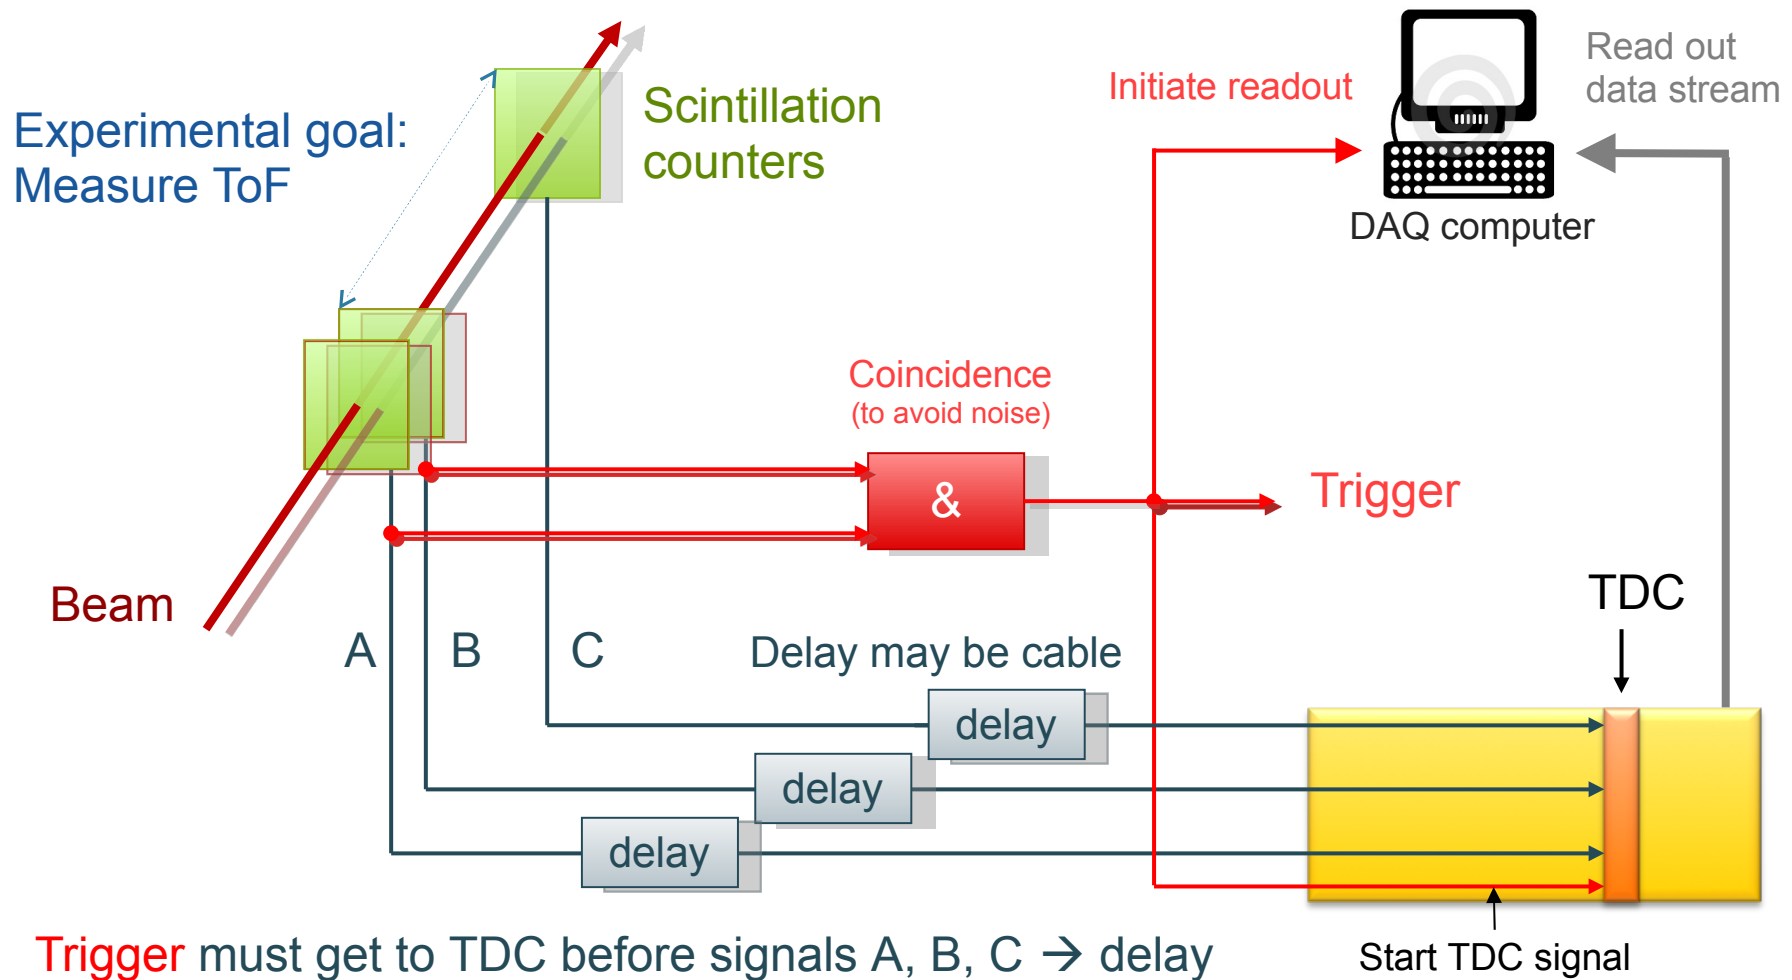 Initiate readout
Read out
data stream
Experimental goal:
Measure ToF
Scintillation
counters
DAQ computer
Coincidence
(to avoid noise)
&
Trigger
Beam
TDC
A
B
C
Delay may be cable
delay
delay
delay
Trigger must get to TDC before signals A, B, C → delay
Start TDC signal